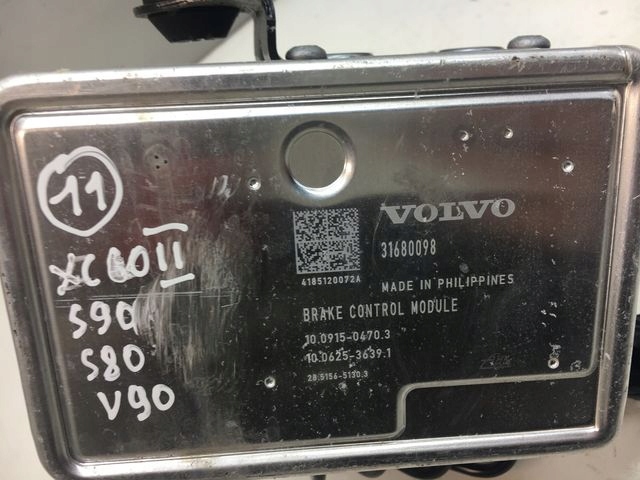 11
XC60 II
S90
S80
V90
VOLVO
31680098
4185120072A
MADE IN PHILIPPINES
BRAKE CONTROL MODULE
10.0915-0470.3
10.0625-3639.1
28.5156-5130.3